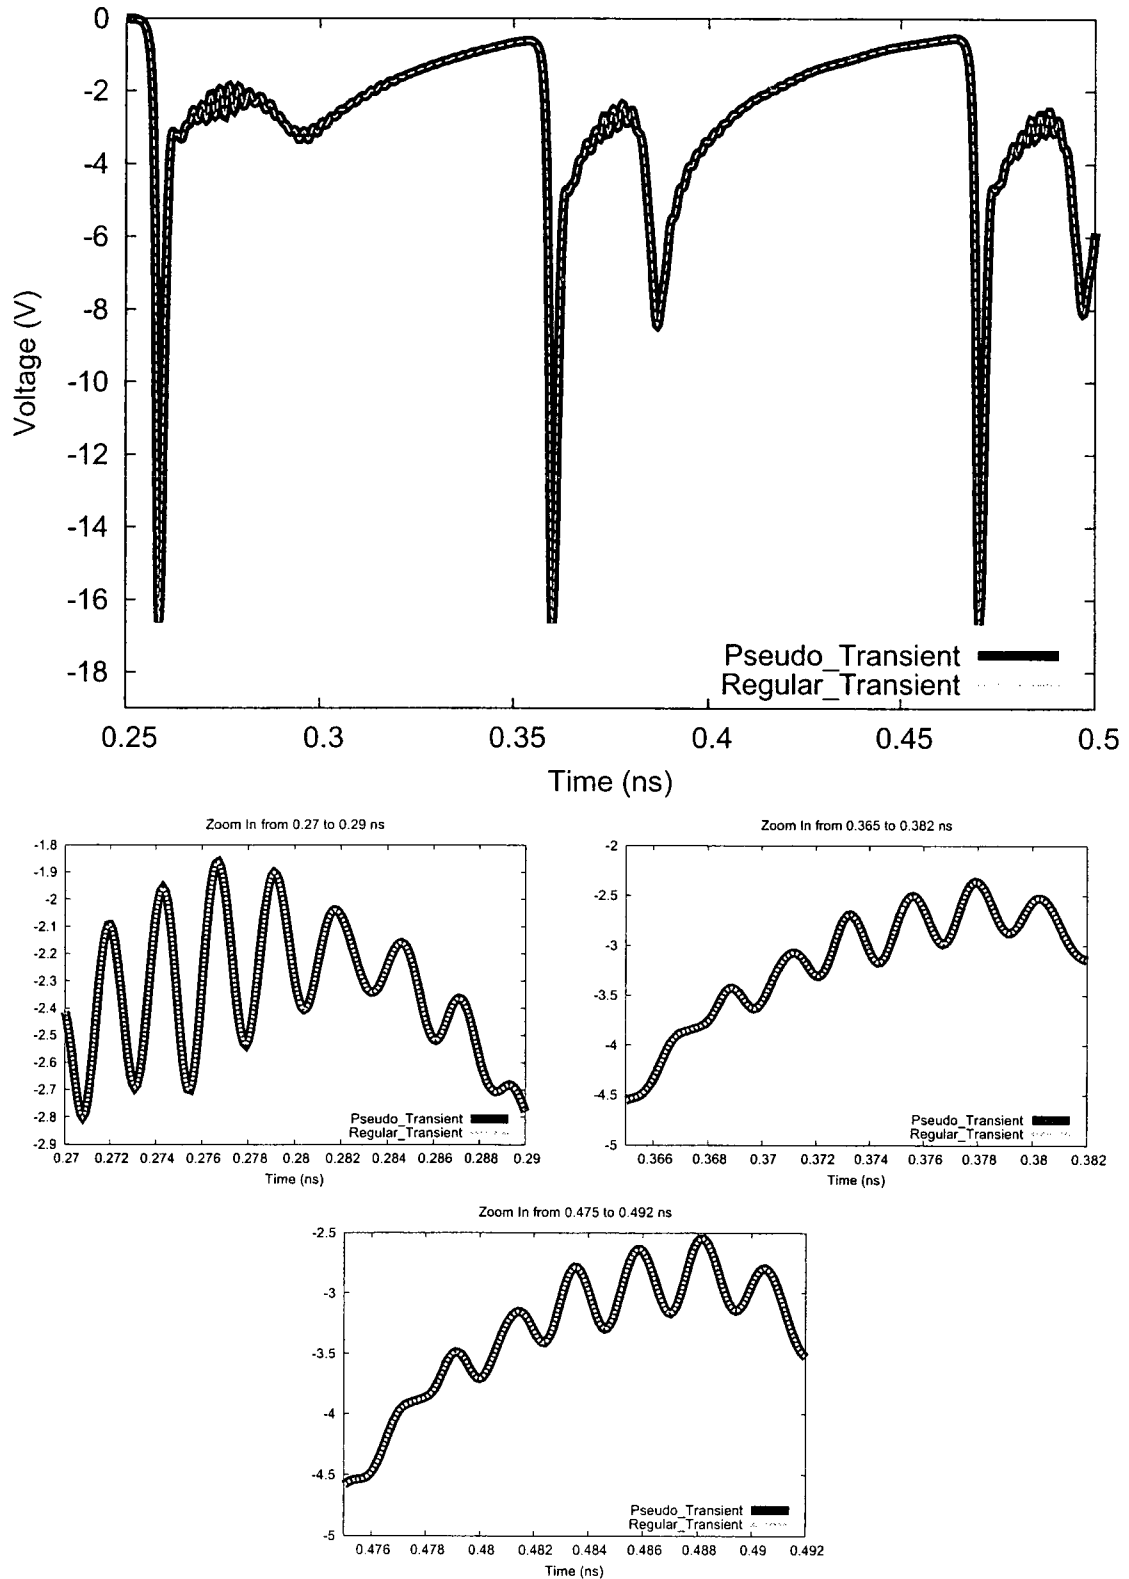 0
-2
-4
-6
-8
-10
-12
-14
-16
-18
Voltage (V)
Pseudo_Transient
Regular_Transient
0.25 0.3 0.35 0.4 0.45 0.5
Time (ns)
Zoom In from 0.27 to 0.29 ns
-1.8
-1.9
-2
-2.1
-2.2
-2.3
-2.4
-2.5
-2.6
-2.7
-2.8
-2.9
Pseudo_Transient
Regular_Transient
0.27 0.272 0.274 0.276 0.278 0.28 0.282 0.284 0.286 0.288 0.29
Time (ns)
Zoom In from 0.365 to 0.382 ns
-2
-2.5
-3
-3.5
-4
-4.5
-5
Pseudo_Transient
Regular_Transient
0.366 0.368 0.37 0.372 0.374 0.376 0.378 0.38 0.382
Time (ns)
Zoom In from 0.475 to 0.492 ns
-2.5
-3
-3.5
-4
-4.5
-5
Pseudo_Transient
Regular_Transient
0.476 0.478 0.48 0.482 0.484 0.486 0.488 0.49 0.492
Time (ns)